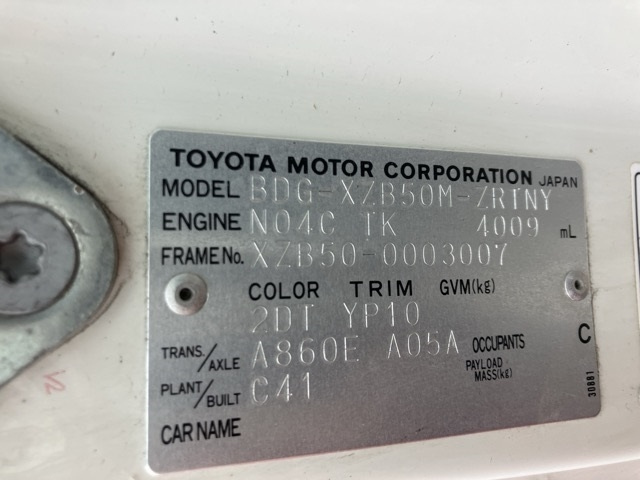 TOYOTA MOTOR CORPORATION JAPAN
MODEL BDG-XZB50M-ZRTNY
ENGINE N04C TK 4009 mL
FRAME No. XZB50-0003007
COLOR TRIM GVM(kg)
2DT YP10
TRANS./AXLE A860E A05A OCCUPANTS C
PAYLOAD MASS(kg)
PLANT/BUILT C41
CAR NAME
30881
V2